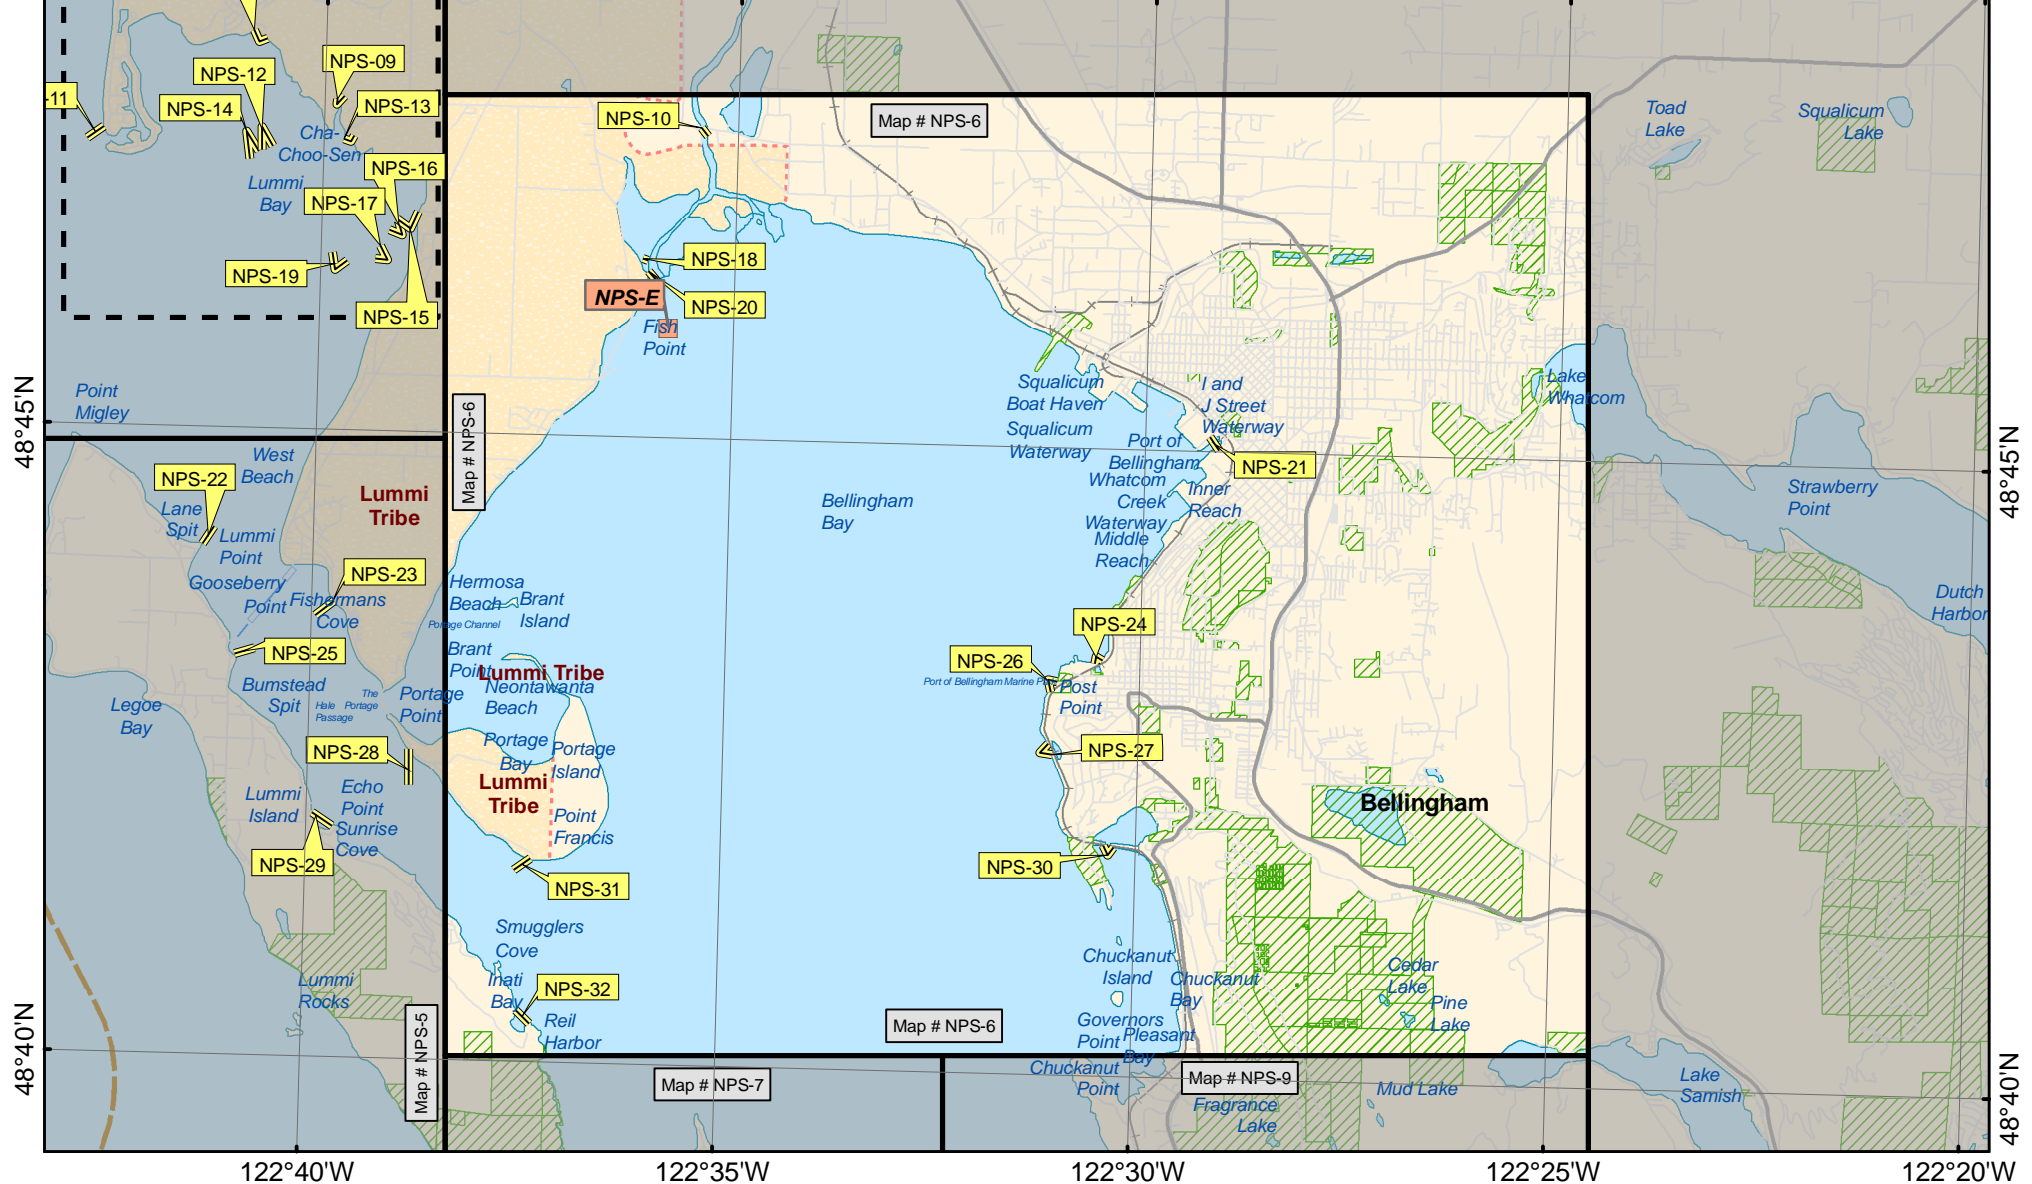 NPS-12
NPS-09
-11
NPS-14
NPS-13
Cha-
Choo-Sen
NPS-16
Lummi
Bay
NPS-17
NPS-19
NPS-15
NPS-10
Map # NPS-6
Toad
Lake
Squalicum
Lake
NPS-18
NPS-E
NPS-20
Fish
Point
48°45'N
Point
Migley
Map # NPS-6
Squalicum
Boat Haven
Squalicum
Waterway
I and
J Street
Waterway
Lake
Whatcom
Port of
Bellingham
Whatcom
Creek
Waterway
Middle
Reach
NPS-21
Inner
Reach
48°45'N
Strawberry
Point
West
Beach
NPS-22
Lane
Spit
Lummi
Tribe
Lummi
Point
Bellingham
Bay
Gooseberry
Point
NPS-23
Fishermans
Cove
Hermosa
Beach
Brant
Island
Portage Channel
Dutch
Harbor
NPS-24
NPS-25
Brant
Point
Lummi Tribe
Neontawanta
Beach
NPS-26
Port of Bellingham Marine Park
Post
Point
Bumstead
Spit
Hale
Passage
The
Portage
Portage
Point
Legoe
Bay
NPS-28
Portage
Bay
Portage
Island
NPS-27
Lummi
Tribe
Echo
Point
Lummi
Island
Sunrise
Cove
Point
Francis
Bellingham
NPS-29
NPS-31
NPS-30
Smugglers
Cove
Lummi
Rocks
Inati
Bay
NPS-32
Reil
Harbor
Chuckanut
Island
Chuckanut
Bay
Cedar
Lake
Pine
Lake
Map # NPS-6
Governors
Point
Pleasant
Bay
48°40'N
Map # NPS-5
Map # NPS-7
Chuckanut
Point
Map # NPS-9
Fragrance
Lake
Mud Lake
Lake
Samish
48°40'N
122°40'W
122°35'W
122°30'W
122°25'W
122°20'W